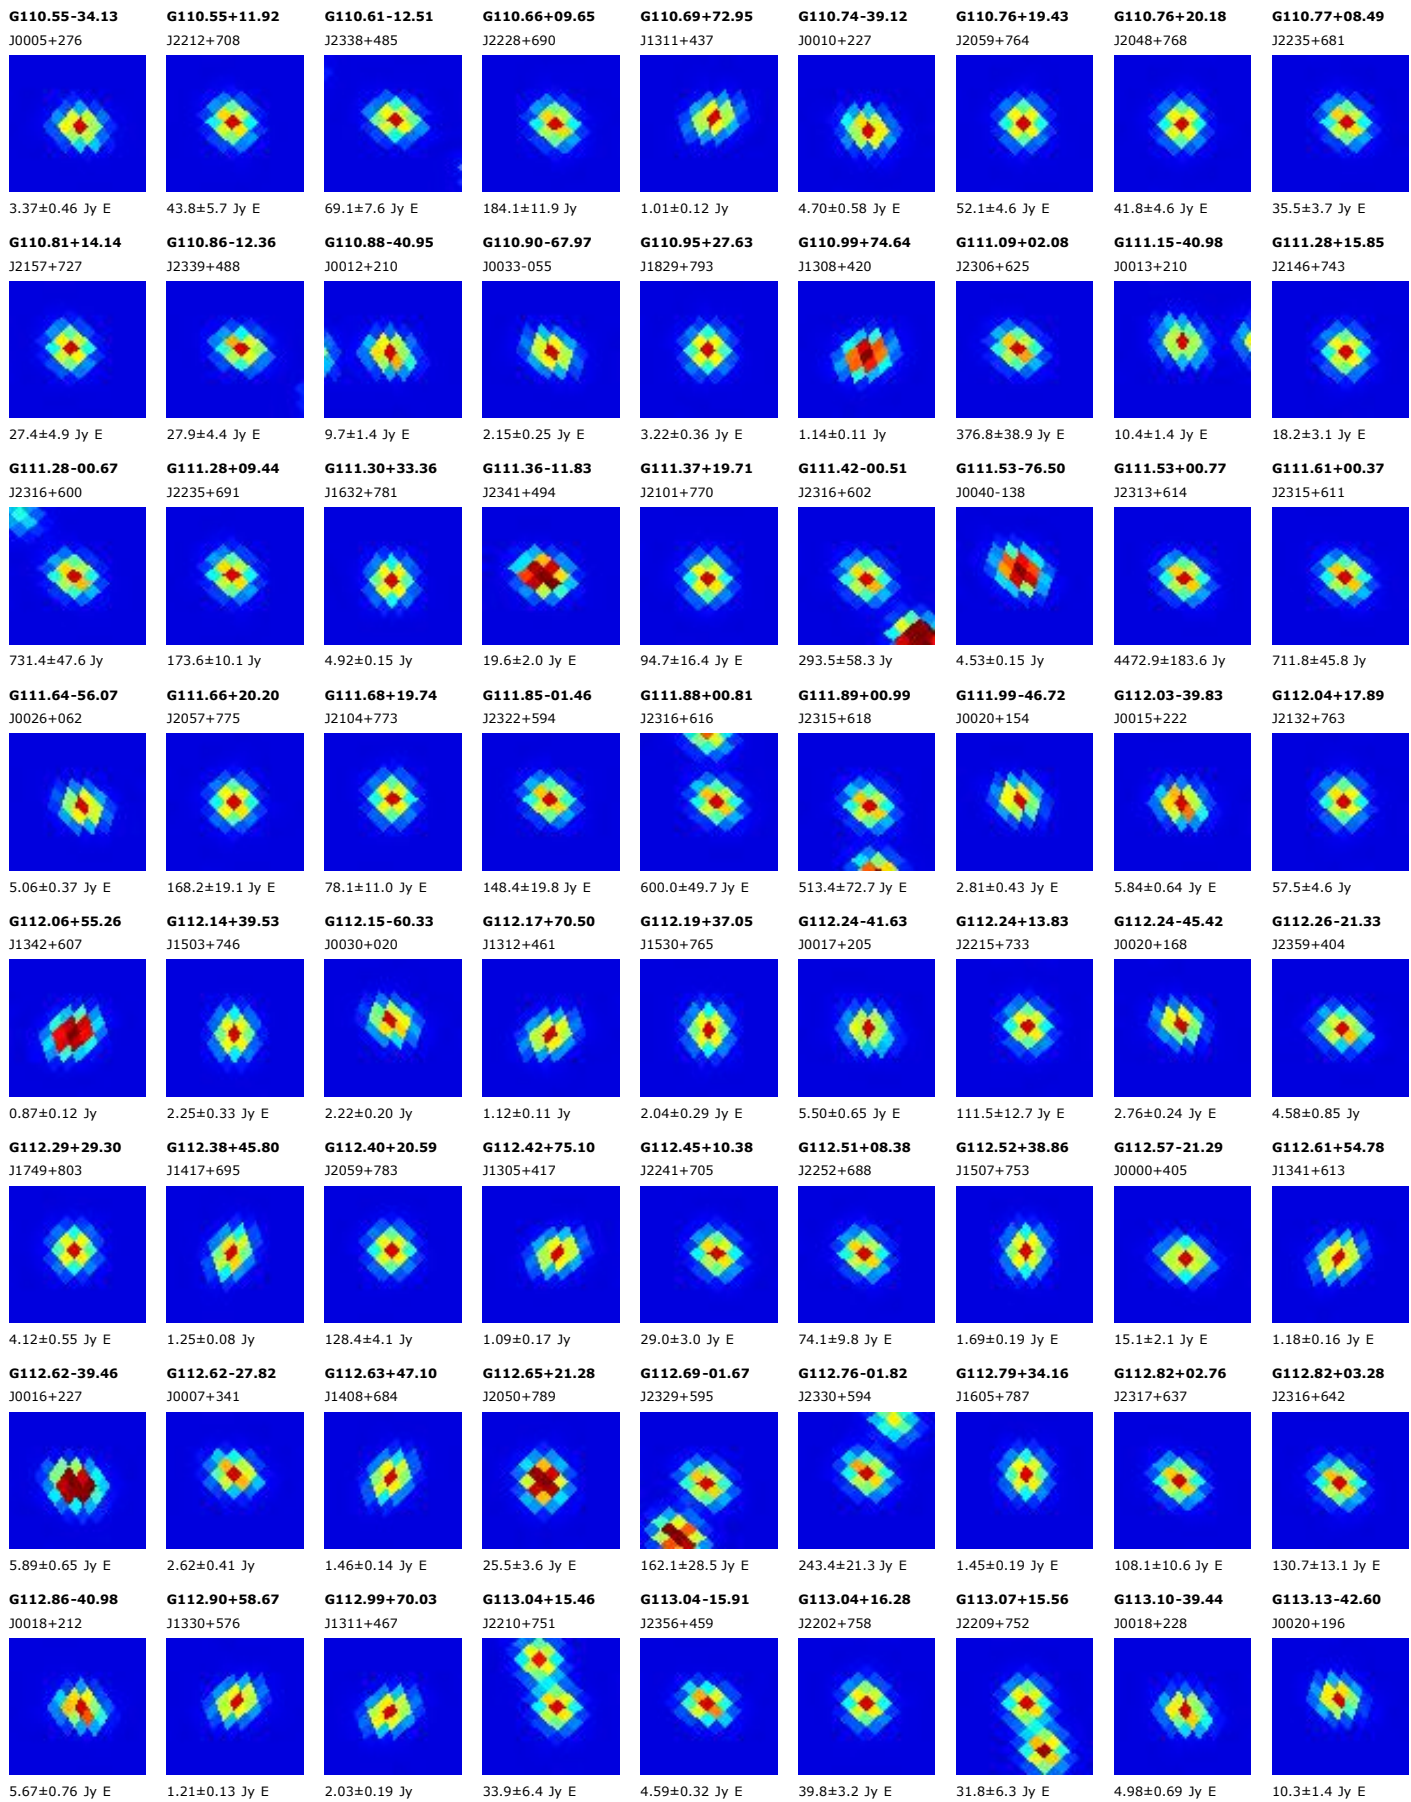 G110.55-34.13 G110.55+11.92 G110.61-12.51 G110.66+09.65 G110.69+72.95 G110.74-39.12 G110.76+19.43 G110.76+20.18 G110.77+08.49
J0005+276 J2212+708 J2338+485 J2228+690 J1311+437 J0010+227 J2059+764 J2048+768 J2235+681
3.37±0.46 Jy E 43.8±5.7 Jy E 69.1±7.6 Jy E 184.1±11.9 Jy 1.01±0.12 Jy 4.70±0.58 Jy E 52.1±4.6 Jy E 41.8±4.6 Jy E 35.5±3.7 Jy E
G110.81+14.14 G110.86-12.36 G110.88-40.95 G110.90-67.97 G110.95+27.63 G110.99+74.64 G111.09+02.08 G111.15-40.98 G111.28+15.85
J2157+727 J2339+488 J0012+210 J0033-055 J1829+793 J1308+420 J2306+625 J0013+210 J2146+743
27.4±4.9 Jy E 27.9±4.4 Jy E 9.7±1.4 Jy E 2.15±0.25 Jy E 3.22±0.36 Jy E 1.14±0.11 Jy 376.8±38.9 Jy E 10.4±1.4 Jy E 18.2±3.1 Jy E
G111.28-00.67 G111.28+09.44 G111.30+33.36 G111.36-11.83 G111.37+19.71 G111.42-00.51 G111.53-76.50 G111.53+00.77 G111.61+00.37
J2316+600 J2235+691 J1632+781 J2341+494 J2101+770 J2316+602 J0040-138 J2313+614 J2315+611
731.4±47.6 Jy 173.6±10.1 Jy 4.92±0.15 Jy 19.6±2.0 Jy E 94.7±16.4 Jy E 293.5±58.3 Jy 4.53±0.15 Jy 4472.9±183.6 Jy 711.8±45.8 Jy
G111.64-56.07 G111.66+20.20 G111.68+19.74 G111.85-01.46 G111.88+00.81 G111.89+00.99 G111.99-46.72 G112.03-39.83 G112.04+17.89
J0026+062 J2057+775 J2104+773 J2322+594 J2316+616 J2315+618 J0020+154 J0015+222 J2132+763
5.06±0.37 Jy E 168.2±19.1 Jy E 78.1±11.0 Jy E 148.4±19.8 Jy E 600.0±49.7 Jy E 513.4±72.7 Jy E 2.81±0.43 Jy E 5.84±0.64 Jy E 57.5±4.6 Jy
G112.06+55.26 G112.14+39.53 G112.15-60.33 G112.17+70.50 G112.19+37.05 G112.24-41.63 G112.24+13.83 G112.24-45.42 G112.26-21.33
J1342+607 J1503+746 J0030+020 J1312+461 J1530+765 J0017+205 J2215+733 J0020+168 J2359+404
0.87±0.12 Jy 2.25±0.33 Jy E 2.22±0.20 Jy 1.12±0.11 Jy 2.04±0.29 Jy E 5.50±0.65 Jy E 111.5±12.7 Jy E 2.76±0.24 Jy E 4.58±0.85 Jy
G112.29+29.30 G112.38+45.80 G112.40+20.59 G112.42+75.10 G112.45+10.38 G112.51+08.38 G112.52+38.86 G112.57-21.29 G112.61+54.78
J1749+803 J1417+695 J2059+783 J1305+417 J2241+705 J2252+688 J1507+753 J0000+405 J1341+613
4.12±0.55 Jy E 1.25±0.08 Jy 128.4±4.1 Jy 1.09±0.17 Jy 29.0±3.0 Jy E 74.1±9.8 Jy E 1.69±0.19 Jy E 15.1±2.1 Jy E 1.18±0.16 Jy E
G112.62-39.46 G112.62-27.82 G112.63+47.10 G112.65+21.28 G112.69-01.67 G112.76-01.82 G112.79+34.16 G112.82+02.76 G112.82+03.28
J0016+227 J0007+341 J1408+684 J2050+789 J2329+595 J2330+594 J1605+787 J2317+637 J2316+642
5.89±0.65 Jy E 2.62±0.41 Jy 1.46±0.14 Jy E 25.5±3.6 Jy E 162.1±28.5 Jy E 243.4±21.3 Jy E 1.45±0.19 Jy E 108.1±10.6 Jy E 130.7±13.1 Jy E
G112.86-40.98 G112.90+58.67 G112.99+70.03 G113.04+15.46 G113.04-15.91 G113.04+16.28 G113.07+15.56 G113.10-39.44 G113.13-42.60
J0018+212 J1330+576 J1311+467 J2210+751 J2356+459 J2202+758 J2209+752 J0018+228 J0020+196
5.67±0.76 Jy E 1.21±0.13 Jy E 2.03±0.19 Jy 33.9±6.4 Jy E 4.59±0.32 Jy E 39.8±3.2 Jy E 31.8±6.3 Jy E 4.98±0.69 Jy E 10.3±1.4 Jy E